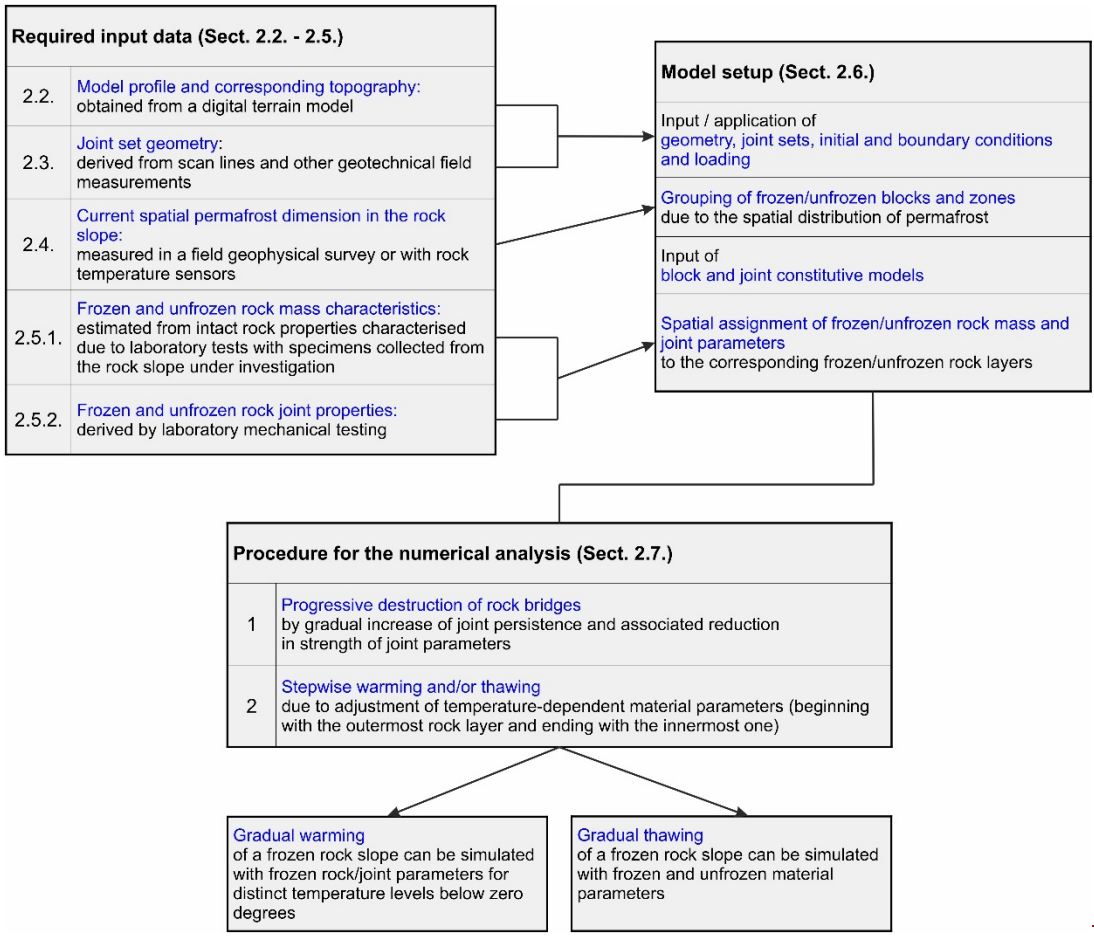 Required input data (Sect. 2.2. - 2.5.)
2.2.
Model profile and corresponding topography:
obtained from a digital terrain model
2.3.
Joint set geometry:
derived from scan lines and other geotechnical field
measurements
2.4.
Current spatial permafrost dimension in the rock
slope:
measured in a field geophysical survey or with rock
temperature sensors
2.5.1.
Frozen and unfrozen rock mass characteristics:
estimated from intact rock properties characterised
due to laboratory tests with specimens collected from
the rock slope under investigation
2.5.2.
Frozen and unfrozen rock joint properties:
derived by laboratory mechanical testing
Model setup (Sect. 2.6.)
Input / application of
geometry, joint sets, initial and boundary conditions
and loading
Grouping of frozen/unfrozen blocks and zones
due to the spatial distribution of permafrost
Input of
block and joint constitutive models
Spatial assignment of frozen/unfrozen rock mass and
joint parameters
to the corresponding frozen/unfrozen rock layers
Procedure for the numerical analysis (Sect. 2.7.)
1
Progressive destruction of rock bridges
by gradual increase of joint persistence and associated reduction
in strength of joint parameters
2
Stepwise warming and/or thawing
due to adjustment of temperature-dependent material parameters (beginning
with the outermost rock layer and ending with the innermost one)
Gradual warming
of a frozen rock slope can be simulated
with frozen rock/joint parameters for
distinct temperature levels below zero
degrees
Gradual thawing
of a frozen rock slope can be simulated
with frozen and unfrozen material
parameters